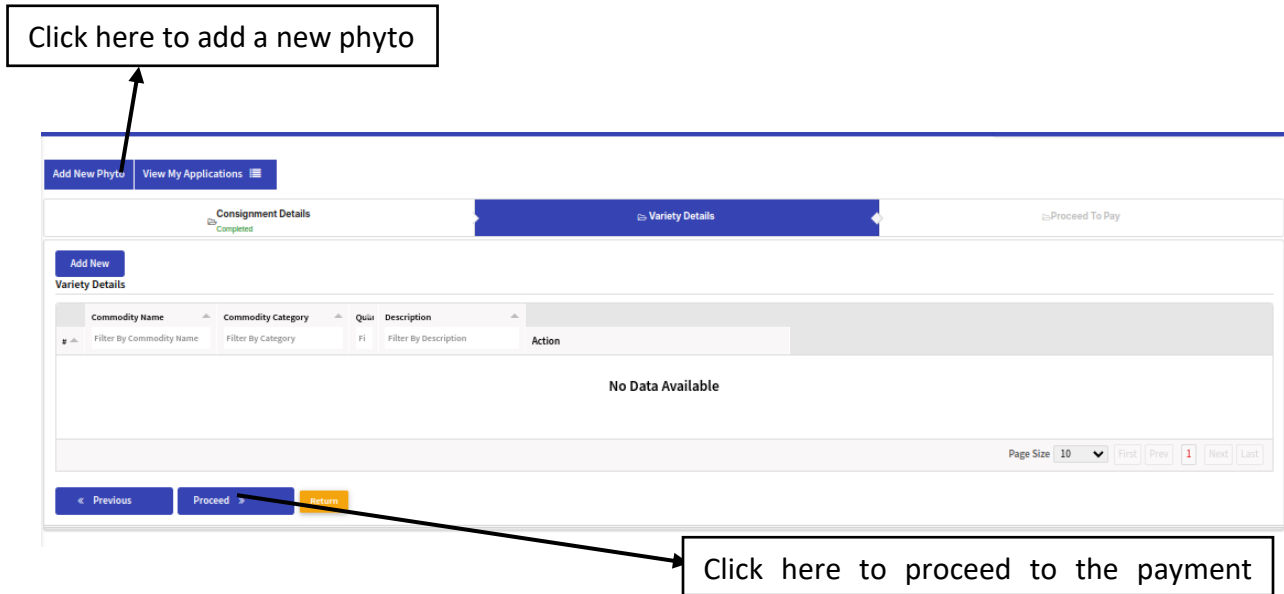 Click here to add a new phyto
Add New Phyto View My Applications
Consignment Details
Completed
Variety Details
Proceed To Pay
Add New
Variety Details
# Commodity Name Commodity Category Description
Filter By Commodity Name Filter By Category Fi Filter By Description Action
No Data Available
Page Size 10 First Prev 1 Next Last
« Previous Proceed » Return
Click here to proceed to the payment